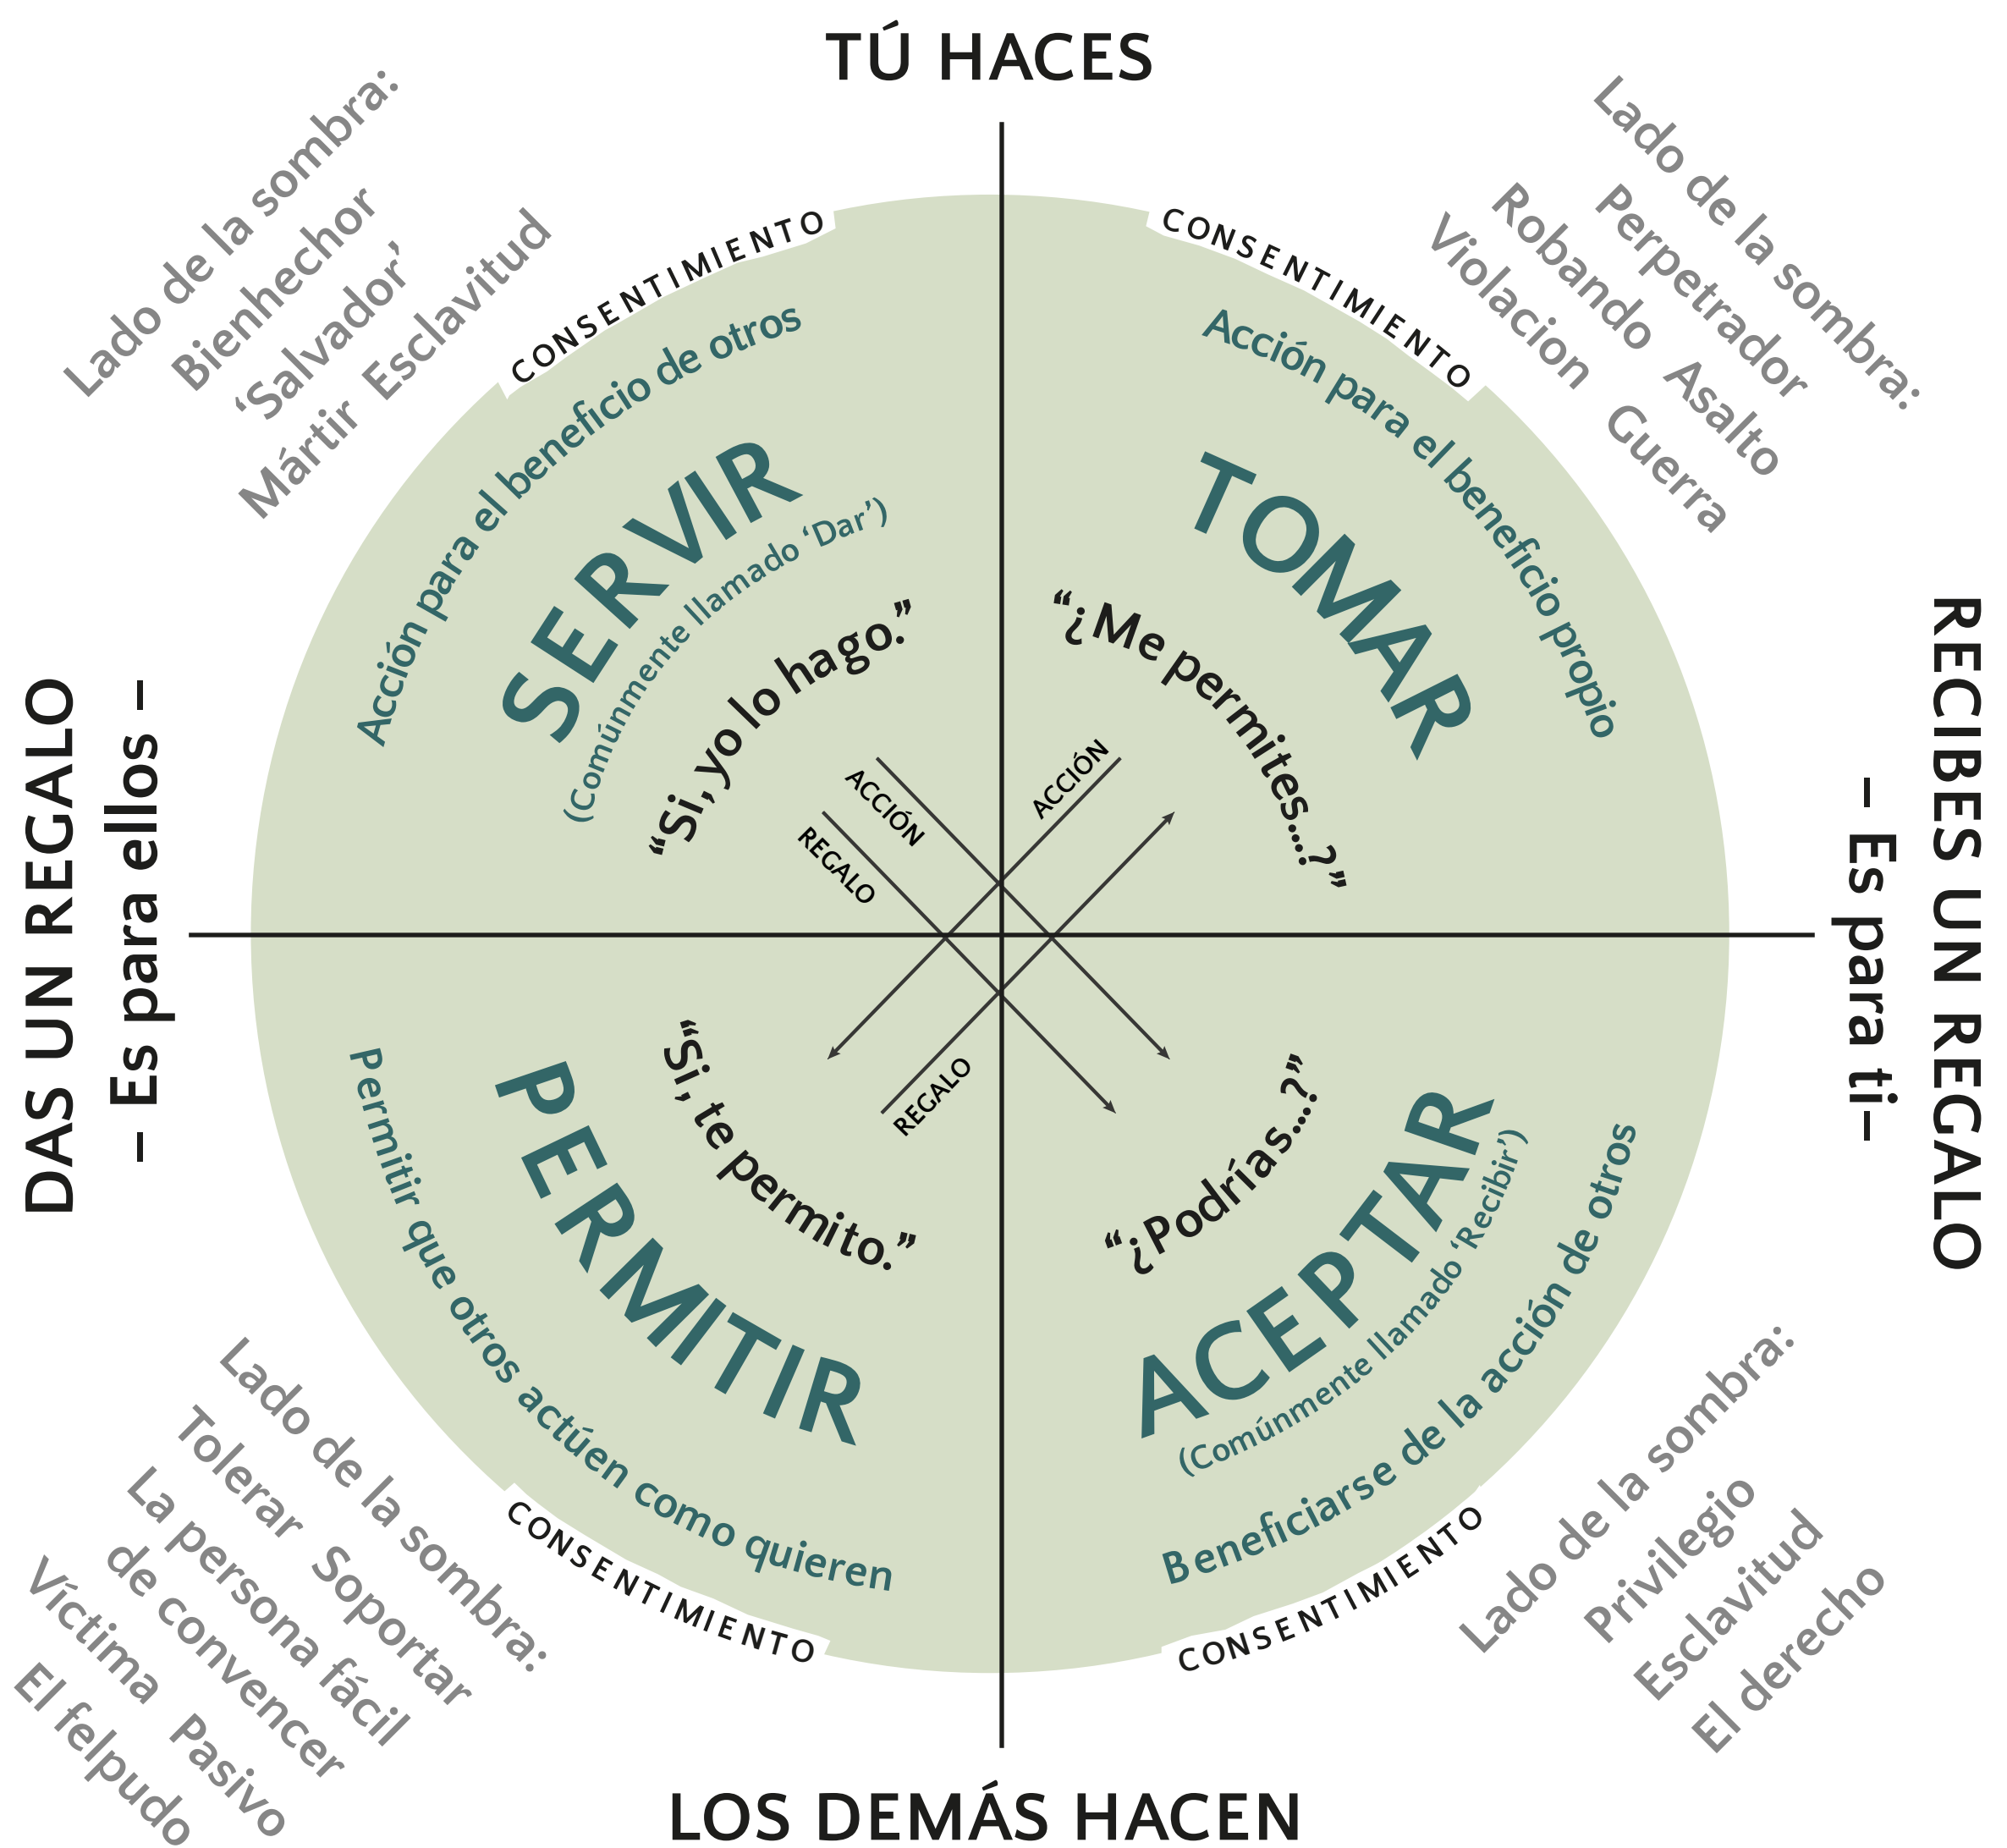 TÚ HACES
Lado de la sombra:
Bienhechor
‘Salvador’
Mártir Esclavitud
Lado de la sombra:
Perpetrador
Robando Asalto
Violación Guerra
CONSENTIMIENTO
Acción para el beneficio de otros
SERVIR
(Comúnmente llamado ‘Dar’)
“Si, yo lo hago.”
CONSENTIMIENTO
Acción para el beneficio propio
TOMAR
“¿Me permites...?”
DAS UN REGALO
– Es para ellos –
RECIBES UN REGALO
– Es para ti–
ACCIÓN
REGALO
ACCIÓN
REGALO
“Si, te permito.”
PERMITIR
Permitir que otros actúen como quieren
CONSENTIMIENTO
“¿Podrías...?”
ACEPTAR
(Comúnmente llamado ‘Recibir’)
Beneficiarse de la acción de otros
CONSENTIMIENTO
Lado de la sombra:
Tolerar Soportar
La persona fácil
de convencer
Víctima Pasivo
El felpudo
Lado de la sombra:
Privilegio
Esclavitud
El derecho
LOS DEMÁS HACEN